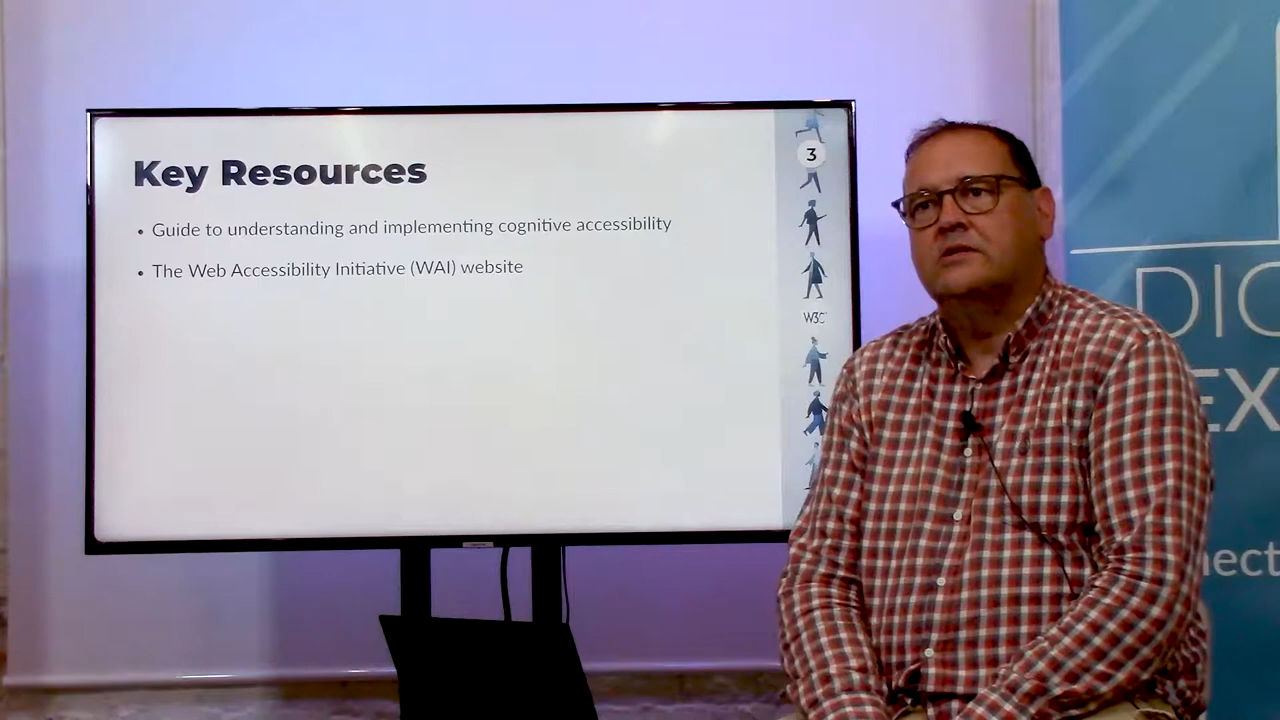 Key Resources
3
• Guide to understanding and implementing cognitive accessibility
• The Web Accessibility Initiative (WAI) website
W3C
DIG
EX
nect